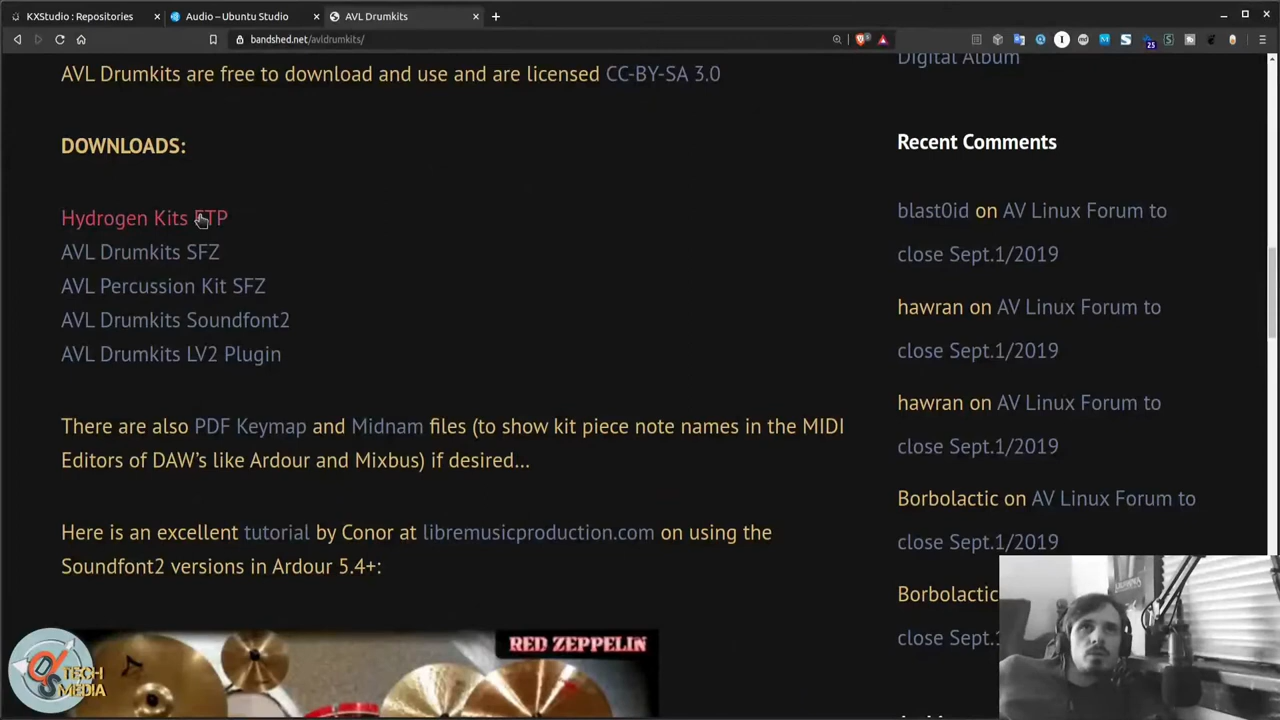 KXStudio : Repositories
Audio – Ubuntu Studio
AVL Drumkits
bandshed.net/avldrumkits/
25
AVL Drumkits are free to download and use and are licensed CC-BY-SA 3.0
DOWNLOADS:
Hydrogen Kits FTP
AVL Drumkits SFZ
AVL Percussion Kit SFZ
AVL Drumkits Soundfont2
AVL Drumkits LV2 Plugin
There are also PDF Keymap and Midnam files (to show kit piece note names in the MIDI
Editors of DAW's like Ardour and Mixbus) if desired...
Here is an excellent tutorial by Conor at libremusicproduction.com on using the
Soundfont2 versions in Ardour 5.4+:
RED ZEPPELIN
Digital Album
Recent Comments
blast0id on AV Linux Forum to
close Sept.1/2019
hawran on AV Linux Forum to
close Sept.1/2019
hawran on AV Linux Forum to
close Sept.1/2019
Borbolactic on AV Linux Forum to
close Sept.1/2019
Borbolactic
close Sept.
TECH
MEDIA